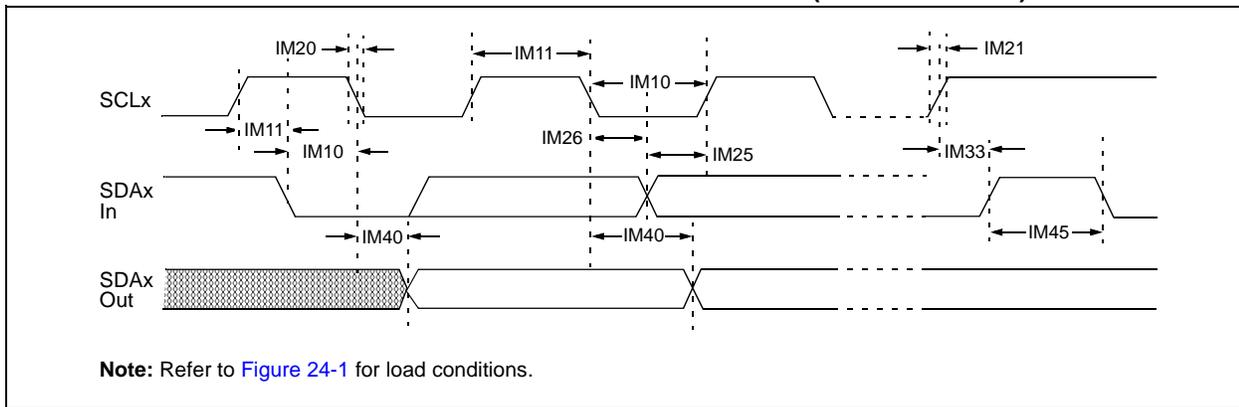 IM20
IM11
IM21
IM10
SCLx
IM11
IM26
IM10
IM25
IM33
SDAx
In
IM40
IM40
IM45
SDAx
Out
Note: Refer to Figure 24-1 for load conditions.